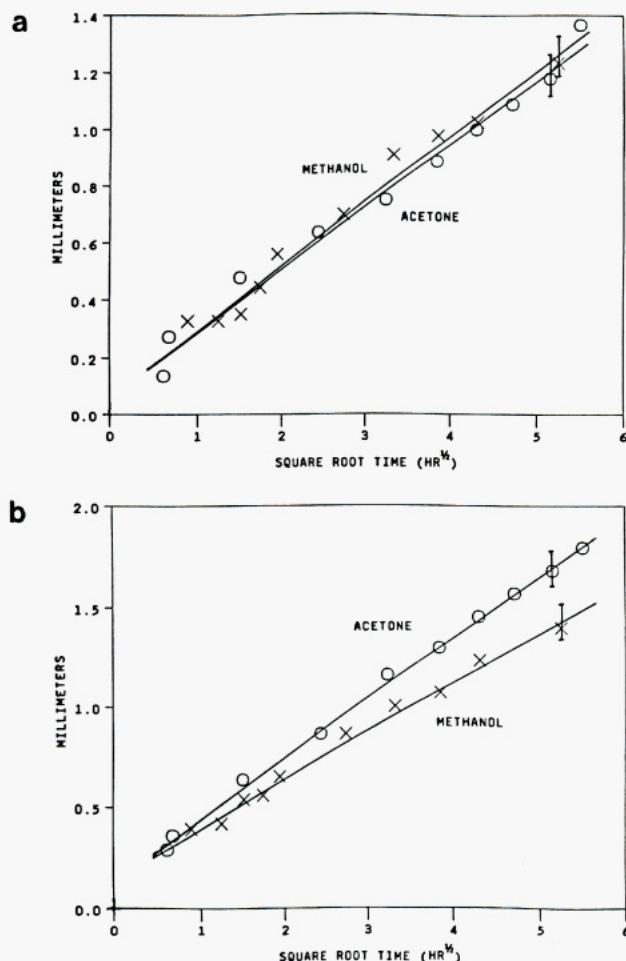 a
1.4
1.2
1.0
0.8
0.6
0.4
0.2
0.0
MILLIMETERS
METHANOL
ACETONE
0 1 2 3 4 5 6
SQUARE ROOT TIME (HR½)
b
2.0
1.5
1.0
0.5
0.0
MILLIMETERS
ACETONE
METHANOL
0 1 2 3 4 5 6
SQUARE ROOT TIME (HR½)